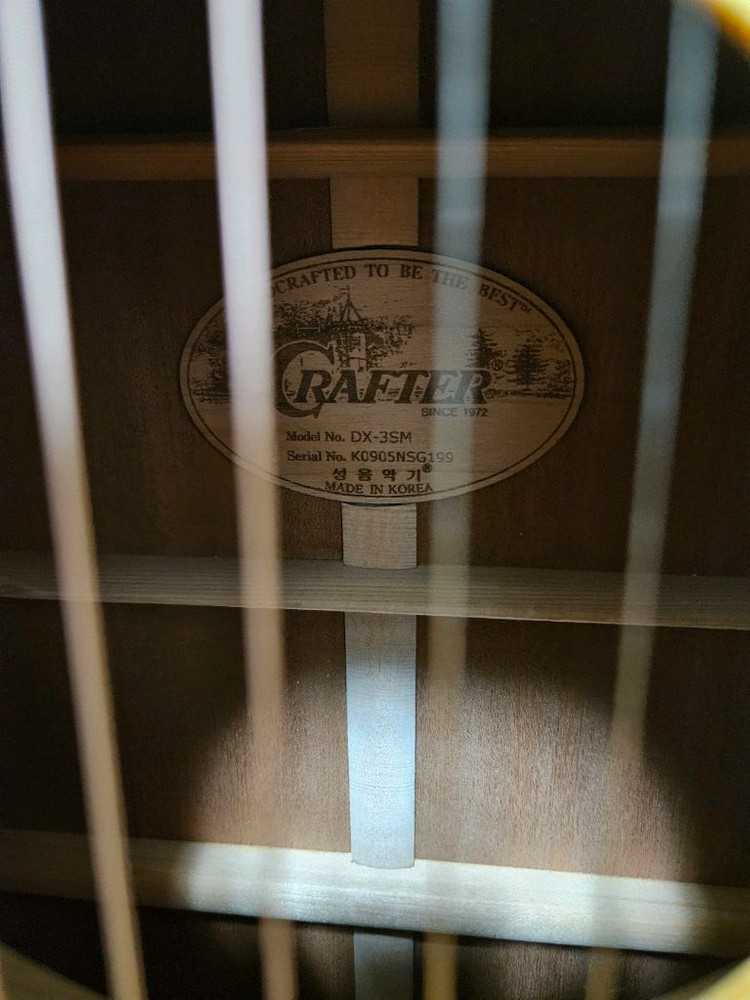 CRAFTED TO BE THE BEST™
CRAFTER®
SINCE 1972
Model No. DX-3SM
Serial No. K0905NSG199
성음악기®
MADE IN KOREA